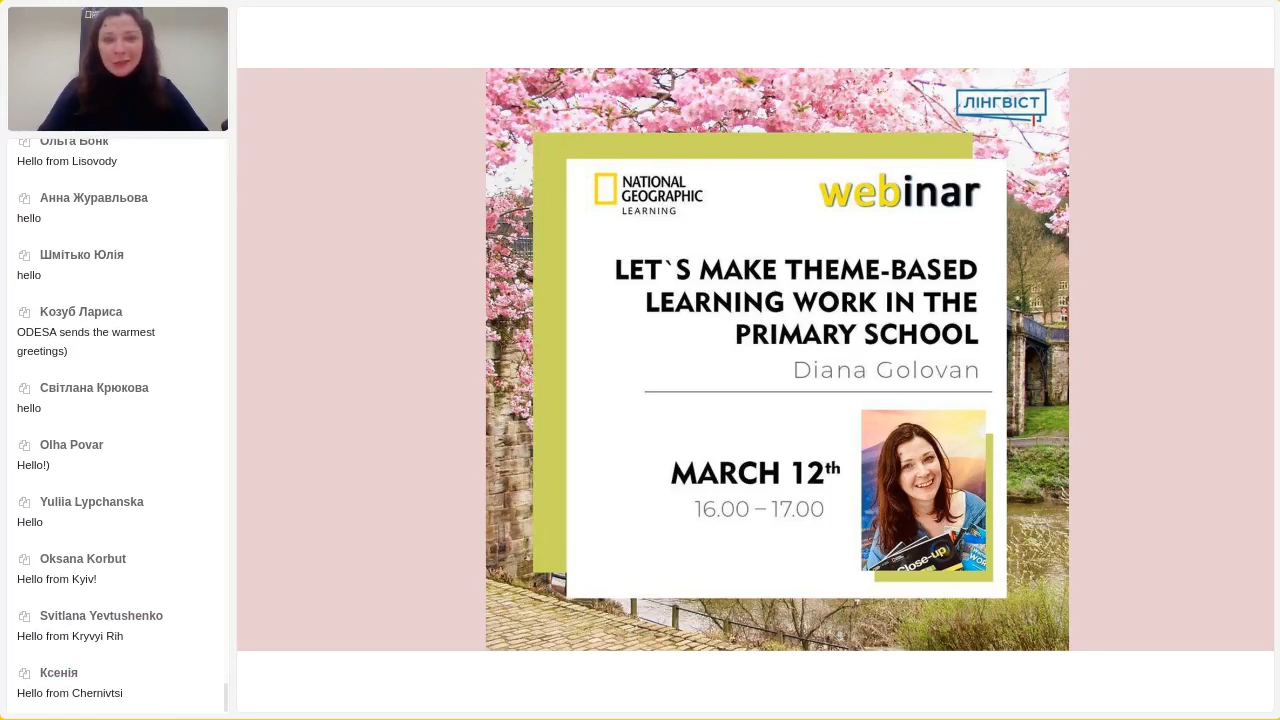 Ольга Бонк
Hello from Lisovody
Анна Журавльова
hello
Шмітько Юлія
hello
Козуб Лариса
ODESA sends the warmest
greetings)
Світлана Крюкова
hello
Olha Povar
Hello!)
Yuliia Lypchanska
Hello
Oksana Korbut
Hello from Kyiv!
Svitlana Yevtushenko
Hello from Kryvyi Rih
Ксенія
Hello from Chernivtsi
ЛІНГВІСТ
NATIONAL
GEOGRAPHIC
LEARNING
webinar
LET`S MAKE THEME-BASED
LEARNING WORK IN THE
PRIMARY SCHOOL
Diana Golovan
MARCH 12th
16.00 – 17.00
Close-up